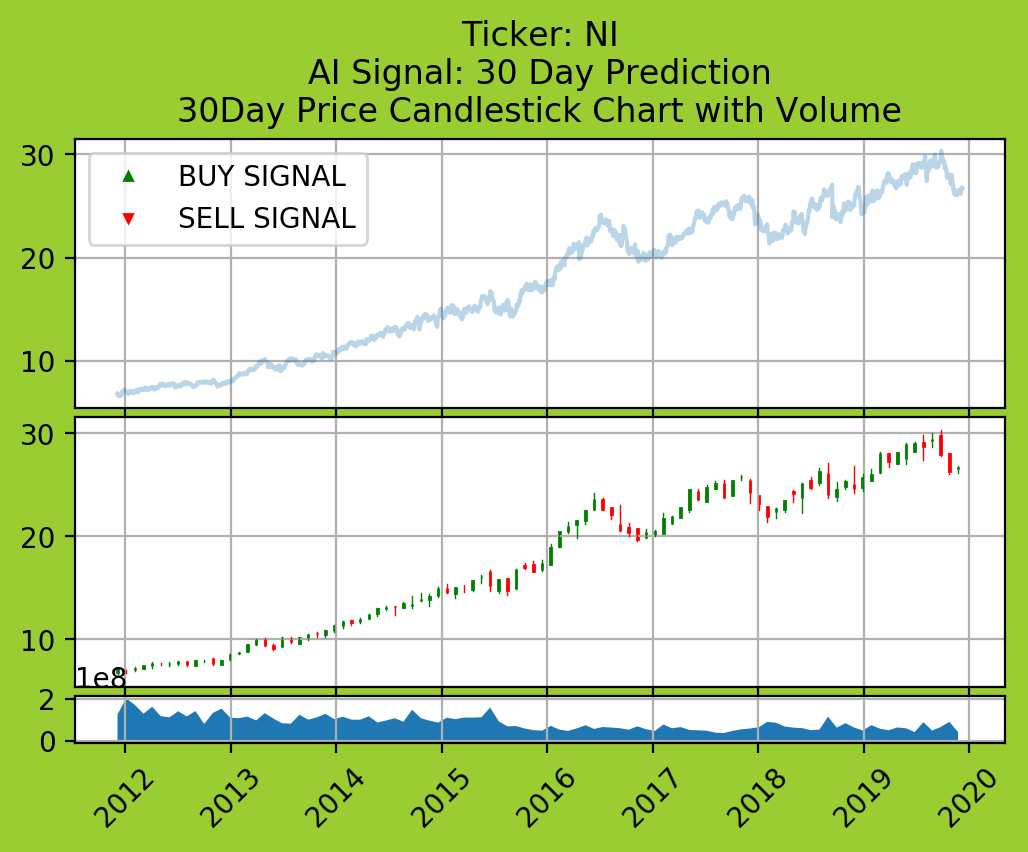 Ticker: NI
AI Signal: 30 Day Prediction
30Day Price Candlestick Chart with Volume
30
20
10
BUY SIGNAL
SELL SIGNAL
30
20
10
1e8
2
0
2012
2013
2014
2015
2016
2017
2018
2019
2020